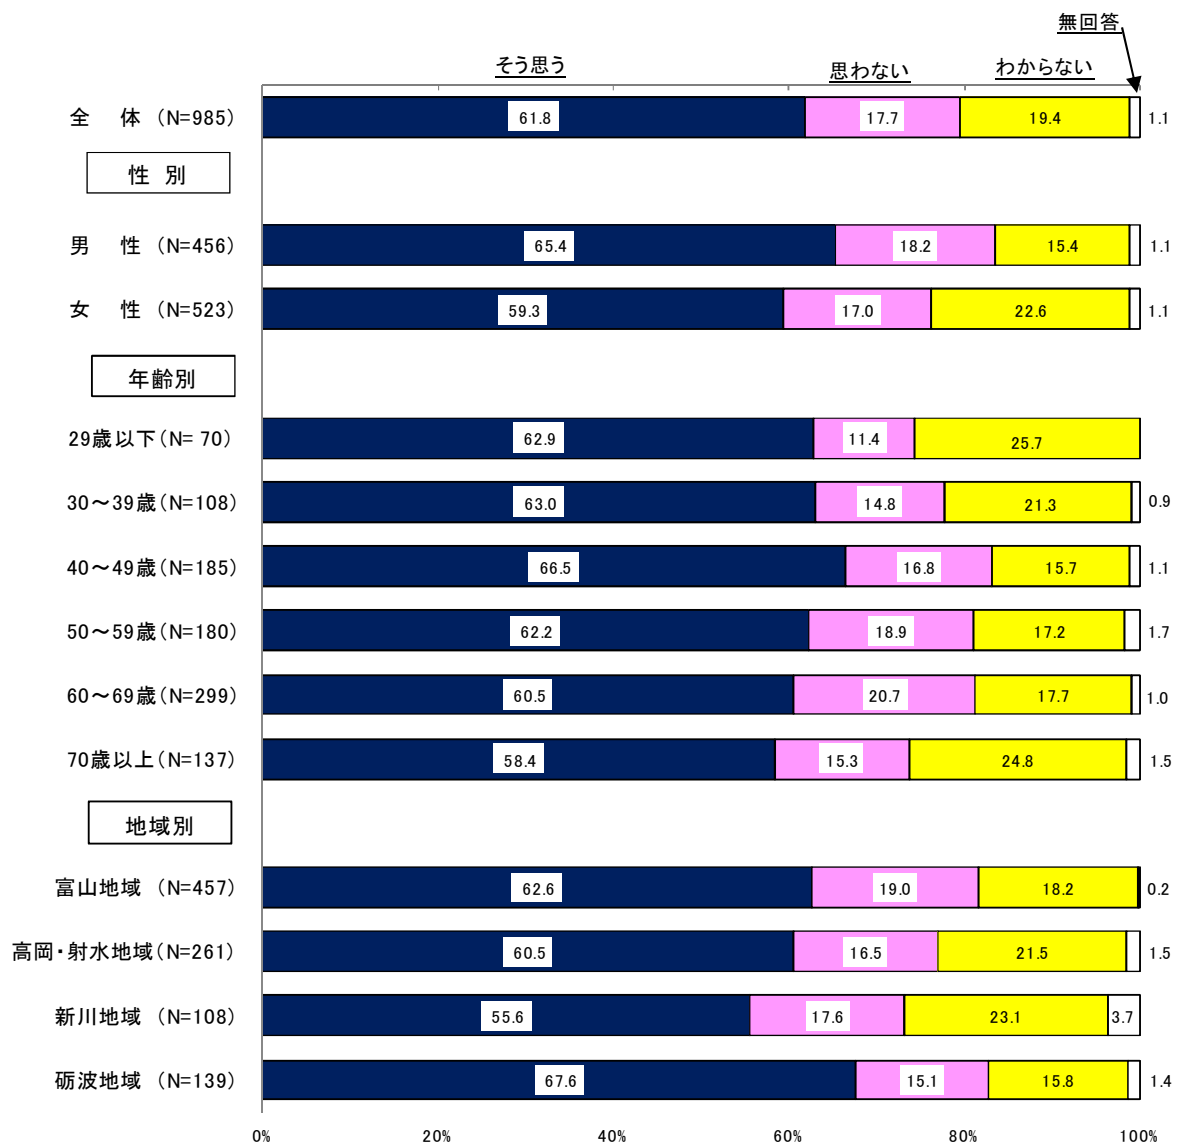 無回答
そう思う 思わない わからない
全 体 (N=985) 61.8 17.7 19.4 1.1
性 別
男 性 (N=456) 65.4 18.2 15.4 1.1
女 性 (N=523) 59.3 17.0 22.6 1.1
年齢別
29歳以下(N= 70) 62.9 11.4 25.7
30～39歳(N=108) 63.0 14.8 21.3 0.9
40～49歳(N=185) 66.5 16.8 15.7 1.1
50～59歳(N=180) 62.2 18.9 17.2 1.7
60～69歳(N=299) 60.5 20.7 17.7 1.0
70歳以上(N=137) 58.4 15.3 24.8 1.5
地域別
富山地域 (N=457) 62.6 19.0 18.2 0.2
高岡・射水地域(N=261) 60.5 16.5 21.5 1.5
新川地域 (N=108) 55.6 17.6 23.1 3.7
砺波地域 (N=139) 67.6 15.1 15.8 1.4
0% 20% 40% 60% 80% 100%